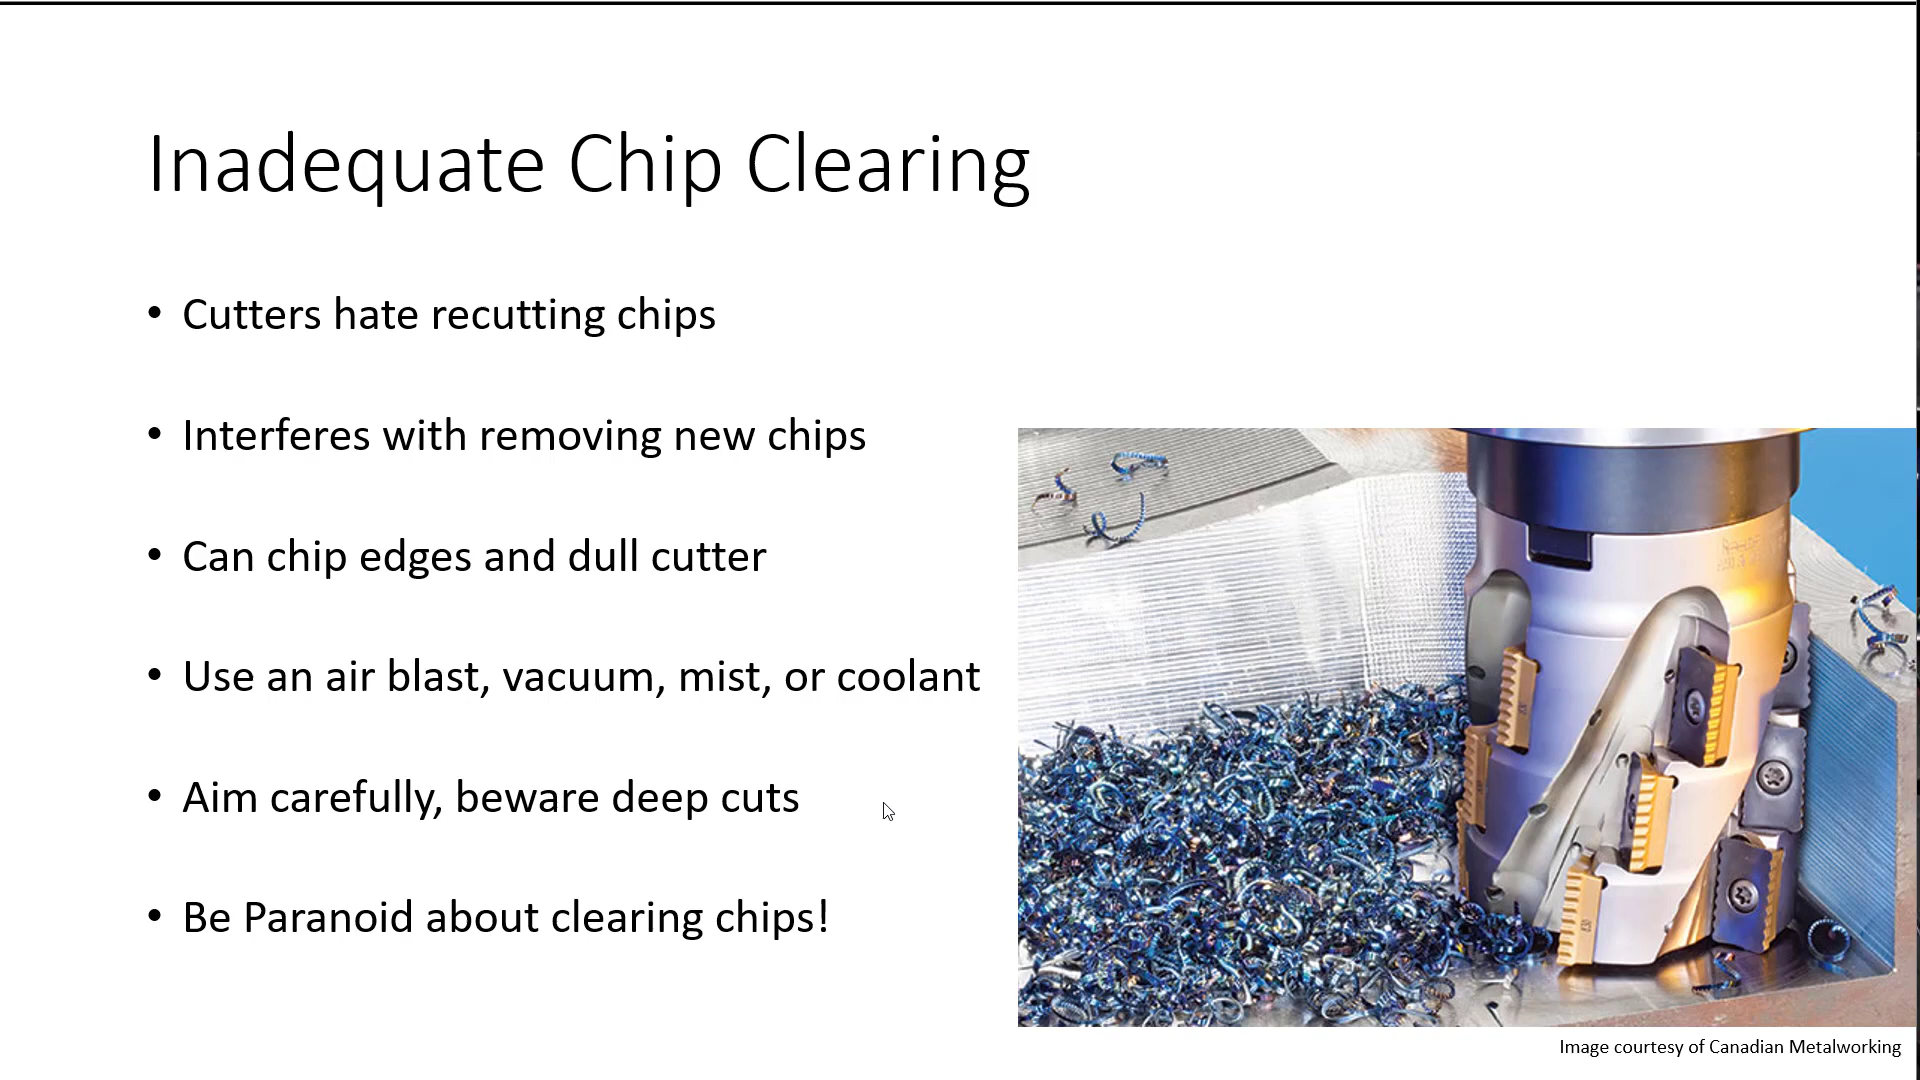 Inadequate Chip Clearing
• Cutters hate recutting chips
• Interferes with removing new chips
• Can chip edges and dull cutter
• Use an air blast, vacuum, mist, or coolant
• Aim carefully, beware deep cuts
• Be Paranoid about clearing chips!
Image courtesy of Canadian Metalworking